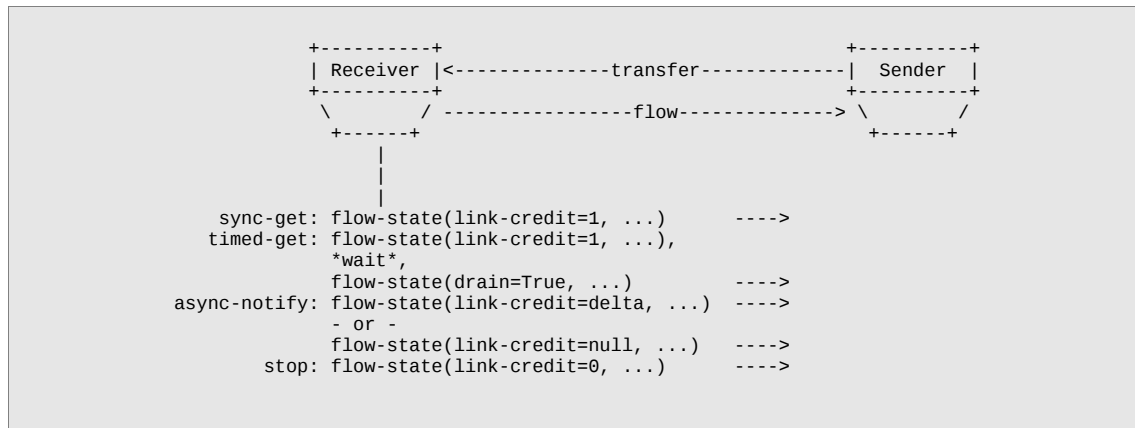 +----------+ +----------+
| Receiver |<--------------transfer-------------| Sender |
+----------+ +----------+
\ / -----------------flow--------------> \ /
+------+ +------+
|
|
|
sync-get: flow-state(link-credit=1, ...) ---->
timed-get: flow-state(link-credit=1, ...),
*wait*,
flow-state(drain=True, ...) ---->
async-notify: flow-state(link-credit=delta, ...) ---->
- or -
flow-state(link-credit=null, ...) ---->
stop: flow-state(link-credit=0, ...) ---->